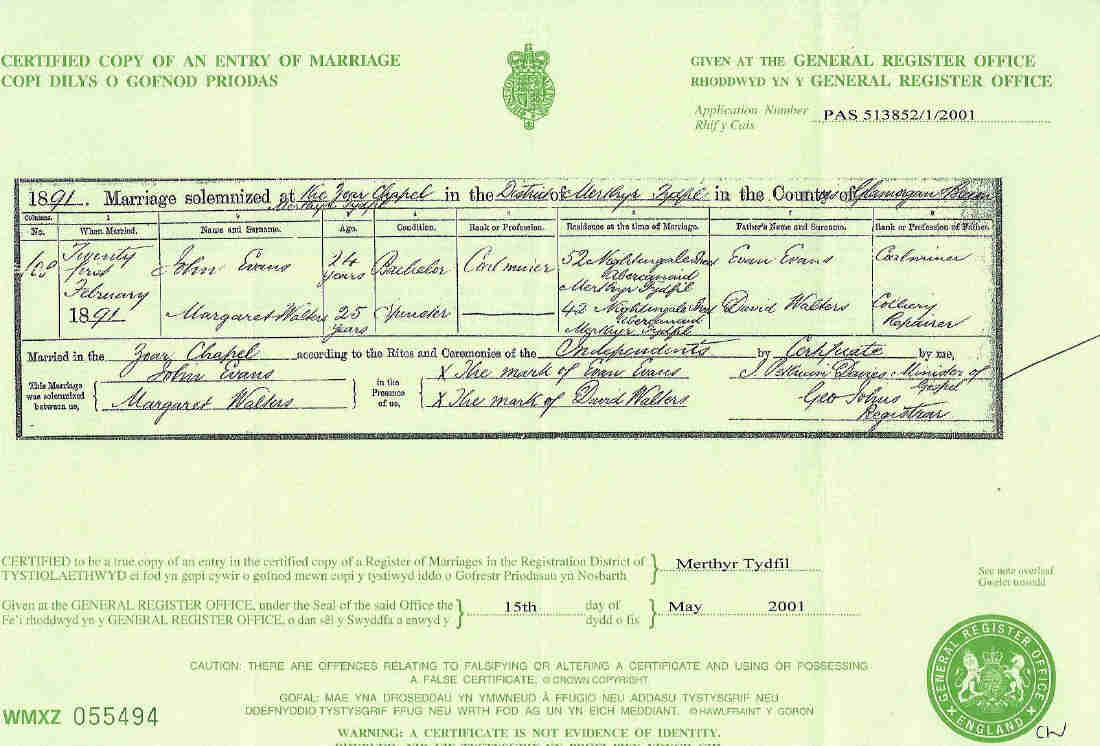 CERTIFIED COPY OF AN ENTRY OF MARRIAGE
COPI DILYS O GOFNOD PRIODAS
GIVEN AT THE GENERAL REGISTER OFFICE
RHODDWYD YN Y GENERAL REGISTER OFFICE
Application Number PAS 513852/1/2001
Rhif y Cais
1891. Marriage solemnized at the Zoar Chapel in the District of Merthyr Tydfil in the Counties of Glamorgan
Merthyr Tydfil
Columns. 1 2 3 4 5 6 7 8
No. When Married. Name and Surname. Age. Condition. Rank or Profession. Residence at the time of Marriage. Father's Name and Surname. Rank or Profession of Father.
Twenty first February 1891
John Evans 24 years Bachelor Coalminer 52 Nightingale Street Abercanaid Merthyr Tydfil Evan Evans Coalminer
Margaret Walters 25 years Spinster 42 Nightingale Street Abercanaid Merthyr Tydfil David Walters Colliery Repairer
Married in the Zoar Chapel according to the Rites and Ceremonies of the Independents by Certificate by me,
This Marriage was solemnized between us,
John Evans
Margaret Walters
in the Presence of us,
X The mark of Evan Evans
X The mark of David Walters
Davies Minister of Gospel
Geo Johns
Registrar
CERTIFIED to be a true copy of an entry in the certified copy of a Register of Marriages in the Registration District of Merthyr Tydfil
TYSTIOLAETHWYD ei fod yn gopi cywir o gofnod mewn copi y tystiwyd iddo o Gofrestr Priodasau yn Nosbarth
See note overleaf
Gweler trosodd
Given at the GENERAL REGISTER OFFICE, under the Seal of the said Office the 15th day of May 2001
Fe'i rhoddwyd yn y GENERAL REGISTER OFFICE, o dan sêl y Swyddfa a enwyd y dydd o fis
CAUTION: THERE ARE OFFENCES RELATING TO FALSIFYING OR ALTERING A CERTIFICATE AND USING OR POSSESSING
A FALSE CERTIFICATE. © CROWN COPYRIGHT
GOFAL: MAE YNA DROSEDDAU YN YMWNEUD Â FFUGIO NEU ADDASU TYSTYSGRIF NEU
DDEFNYDDIO TYSTYSGRIF FFUG NEU WRTH FOD AG UN YN EICH MEDDIANT. © HAWLFRAINT Y GORON
WMXZ 055494
WARNING: A CERTIFICATE IS NOT EVIDENCE OF IDENTITY.
GENERAL REGISTER OFFICE
ENGLAND